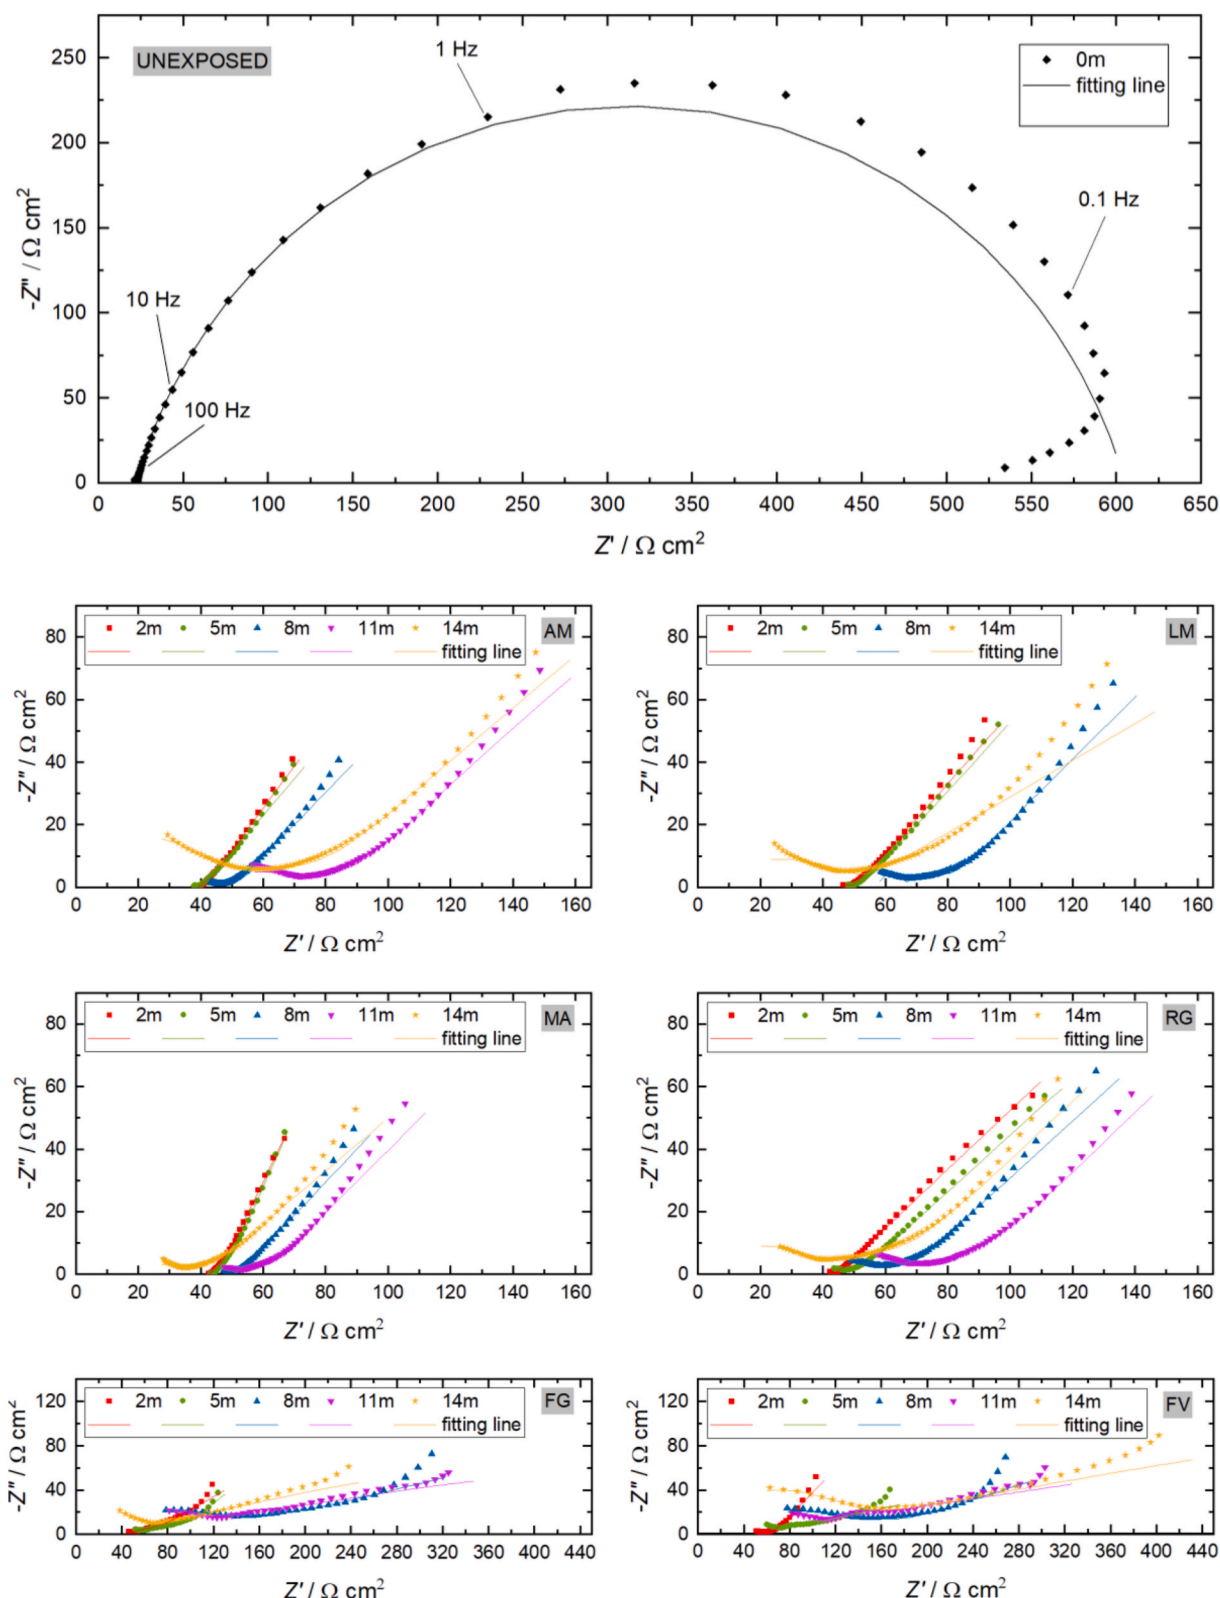 250
UNEXPOSED
1 Hz
0m
fitting line
200
150
0.1 Hz
-Z'' / Ω cm²
100
10 Hz
50
100 Hz
0
0 50 100 150 200 250 300 350 400 450 500 550 600 650
Z' / Ω cm²
2m 5m 8m 11m 14m AM
fitting line
80
60
40
20
0
-Z'' / Ω cm²
0 20 40 60 80 100 120 140 160
Z' / Ω cm²
2m 5m 8m 14m LM
fitting line
80
60
40
20
0
-Z'' / Ω cm²
0 20 40 60 80 100 120 140 160
Z' / Ω cm²
2m 5m 8m 11m 14m MA
fitting line
80
60
40
20
0
-Z'' / Ω cm²
0 20 40 60 80 100 120 140 160
Z' / Ω cm²
2m 5m 8m 11m 14m RG
fitting line
80
60
40
20
0
-Z'' / Ω cm²
0 20 40 60 80 100 120 140 160
Z' / Ω cm²
2m 5m 8m 11m 14m FG
fitting line
120
80
40
0
-Z'' / Ω cm²
0 40 80 120 160 200 240 280 320 360 400 440
Z' / Ω cm²
2m 5m 8m 11m 14m FV
fitting line
120
80
40
0
-Z'' / Ω cm²
0 40 80 120 160 200 240 280 320 360 400 440
Z' / Ω cm²